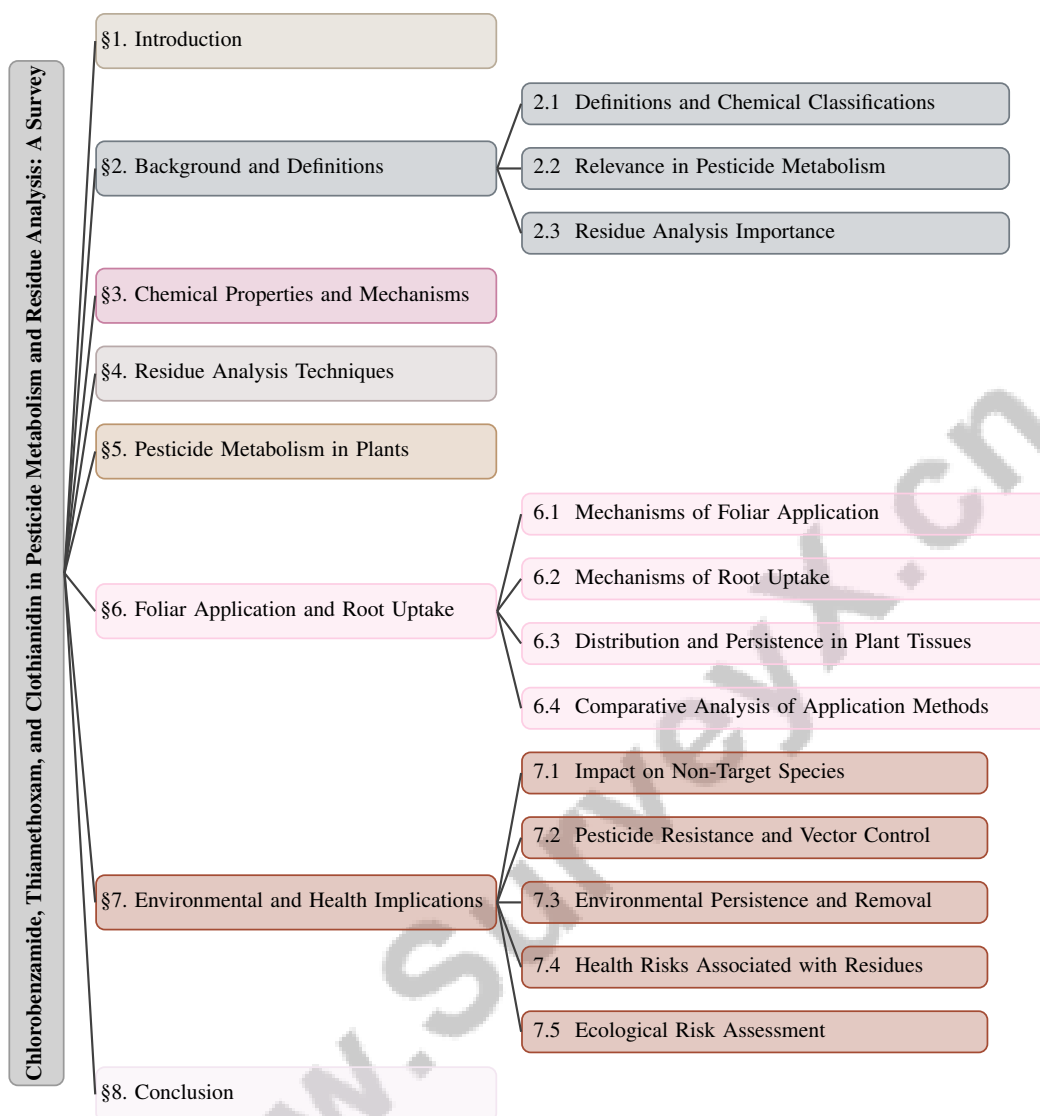 Chlorobenzamide, Thiamethoxam, and Clothianidin in Pesticide Metabolism and Residue Analysis: A Survey
§1. Introduction
§2. Background and Definitions
2.1 Definitions and Chemical Classifications
2.2 Relevance in Pesticide Metabolism
2.3 Residue Analysis Importance
§3. Chemical Properties and Mechanisms
§4. Residue Analysis Techniques
§5. Pesticide Metabolism in Plants
§6. Foliar Application and Root Uptake
6.1 Mechanisms of Foliar Application
6.2 Mechanisms of Root Uptake
6.3 Distribution and Persistence in Plant Tissues
6.4 Comparative Analysis of Application Methods
§7. Environmental and Health Implications
7.1 Impact on Non-Target Species
7.2 Pesticide Resistance and Vector Control
7.3 Environmental Persistence and Removal
7.4 Health Risks Associated with Residues
7.5 Ecological Risk Assessment
§8. Conclusion
w.SurveyX.cn